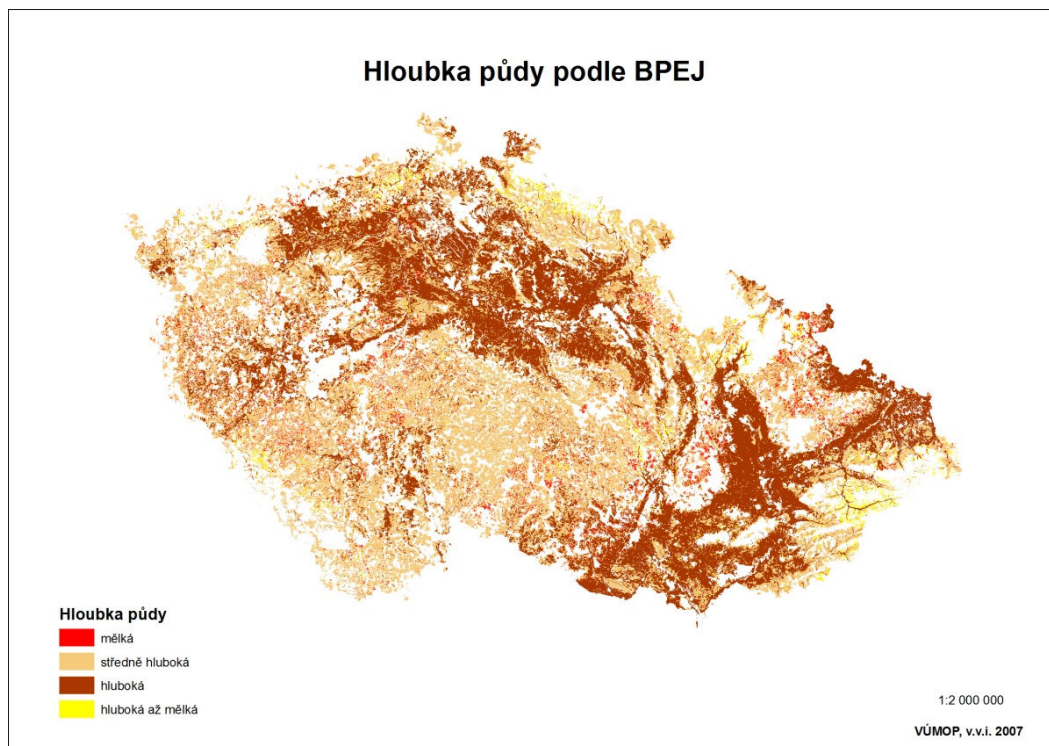 Hloubka půdy podle BPEJ
Hloubka půdy
mělká
středně hluboká
hluboká
hluboká až mělká
1:2 000 000
VÚMOP, v.v.i. 2007